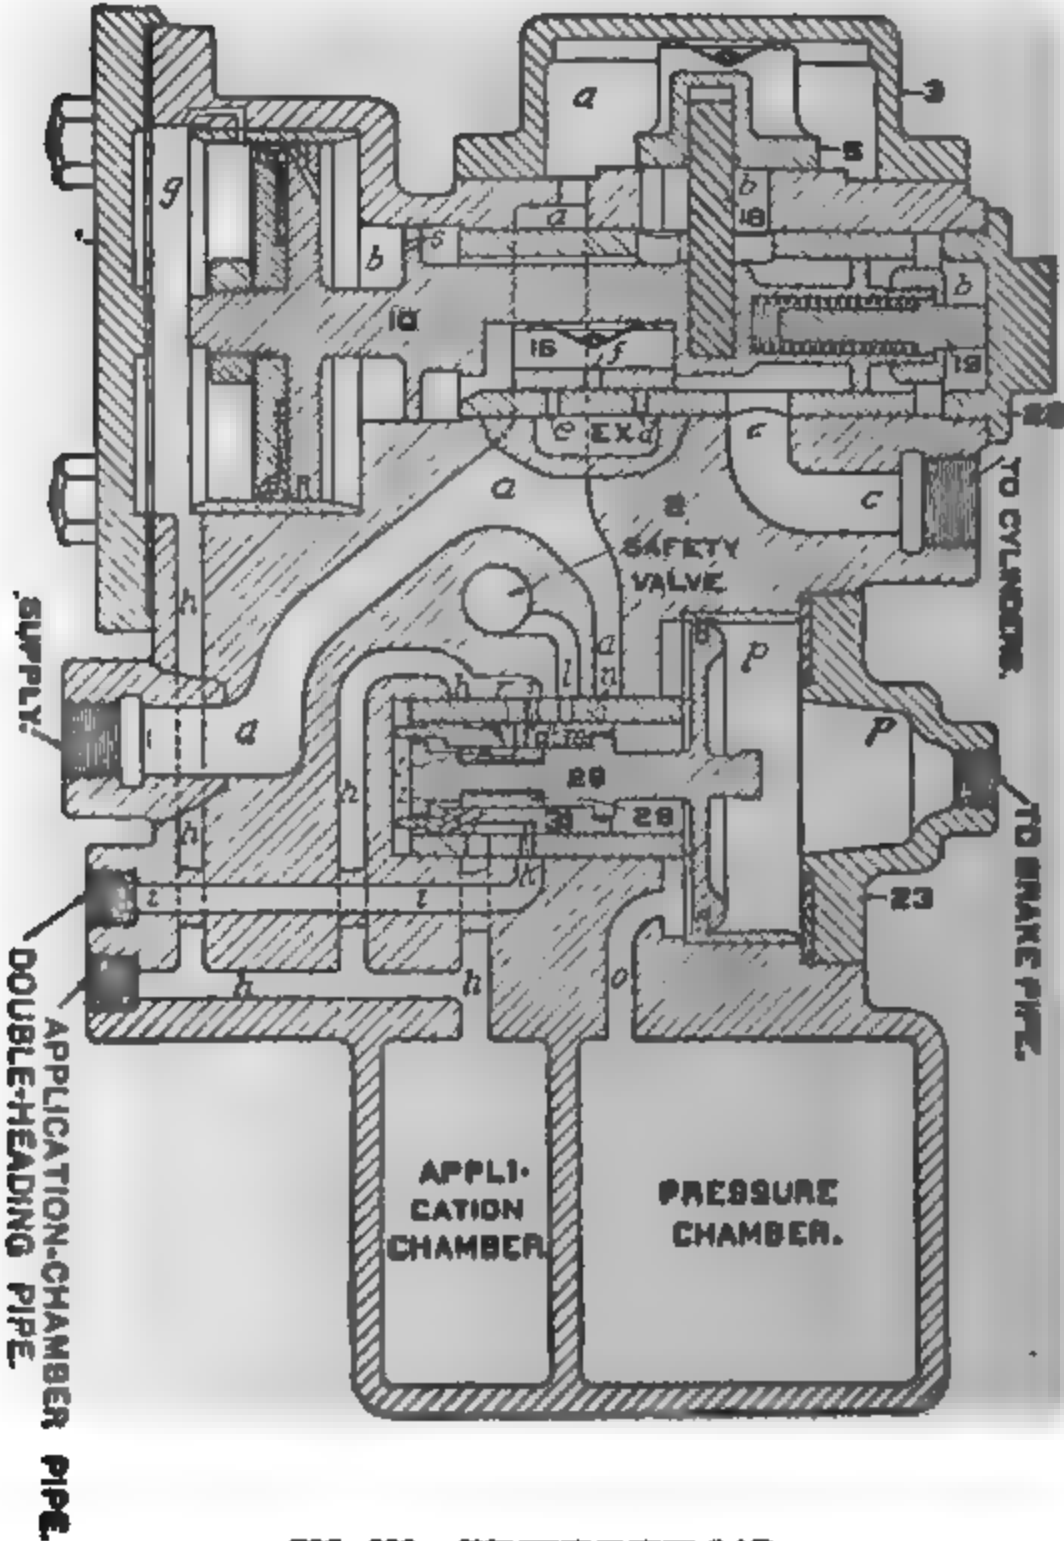 a
3
5
g
b
18
a
b
s
10
b
16
f
19
e
EX
d
c
a
c
8
TO CYLINDERS.
SAFETY
VALVE
h
SUPPLY.
a
n
l
p
a
h
p
29
28
31
h
TO BRAKE PIPE.
h
k
i
i
23
h
h
o
DOUBLE-HEADING PIPE.
APPLICATION-CHAMBER PIPE.
APPLI-
CATION
CHAMBER
PRESSURE
CHAMBER.